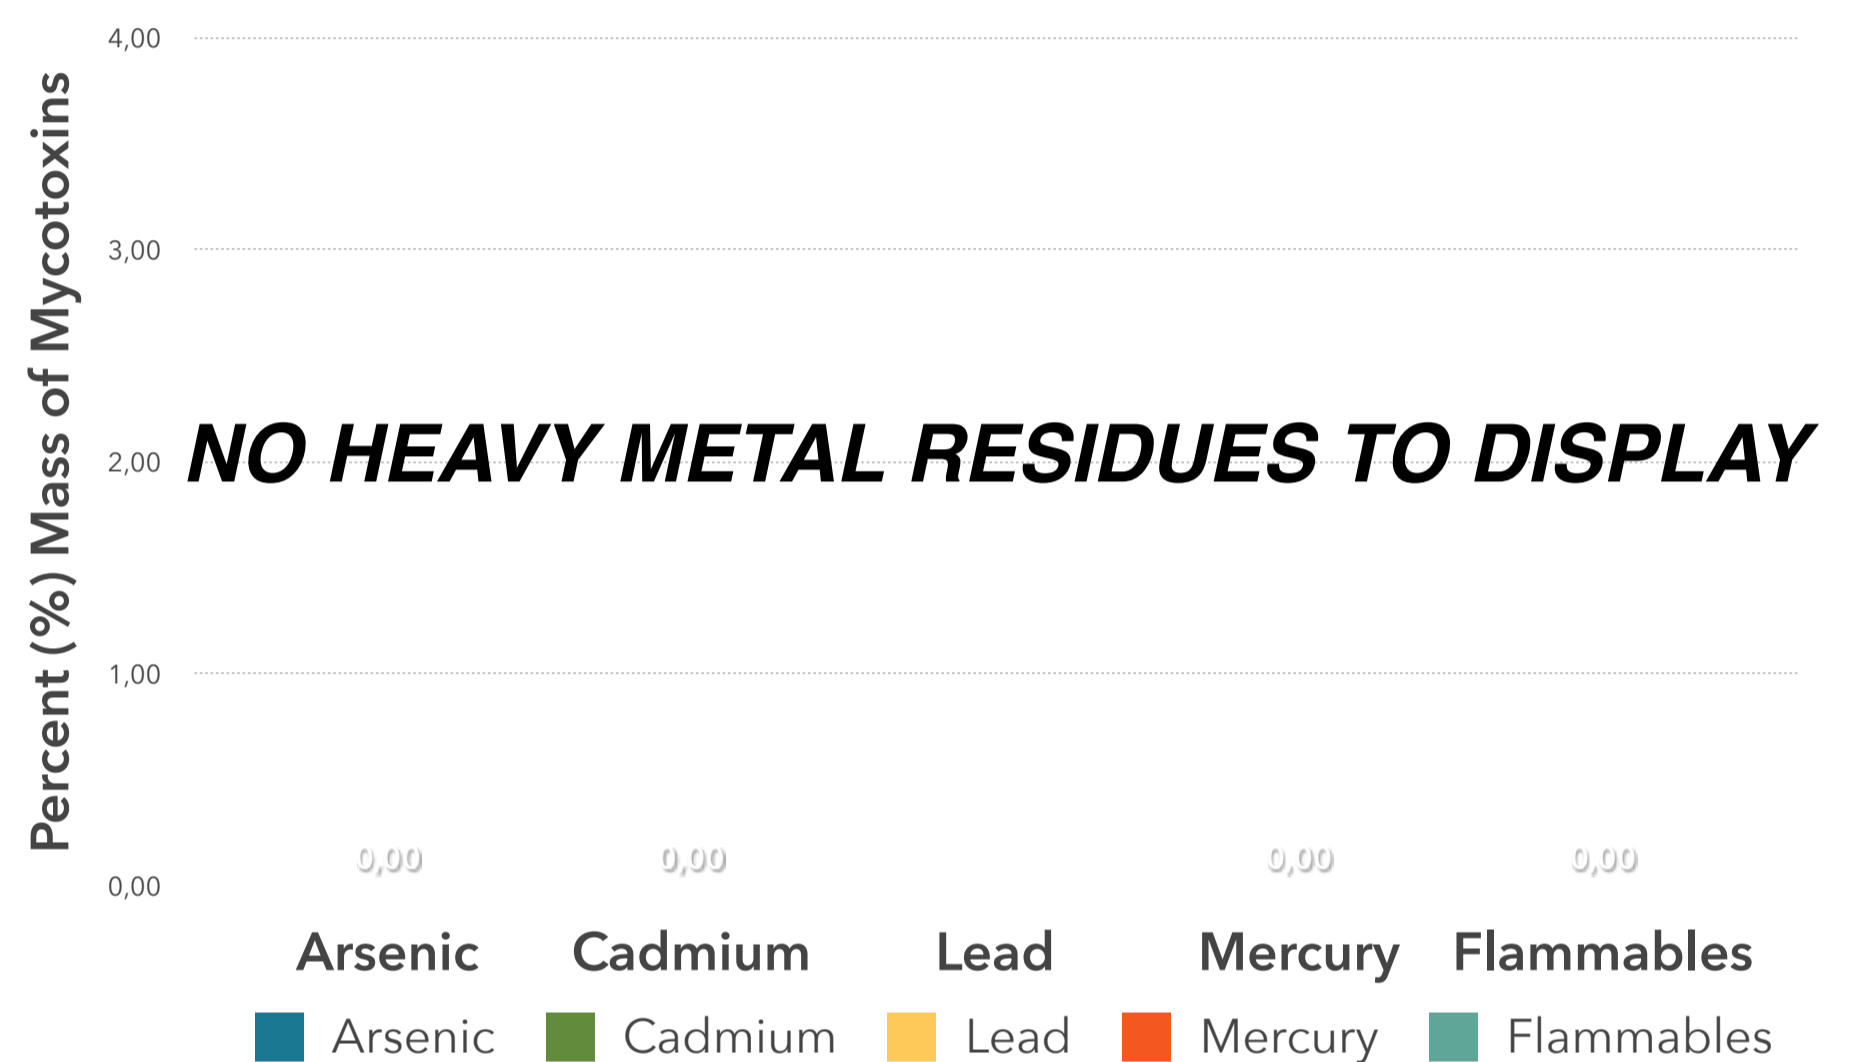 Percent (%) Mass of Mycotoxins
4,00
3,00
2,00
1,00
0,00
NO HEAVY METAL RESIDUES TO DISPLAY
0,00 0,00 0,00 0,00
Arsenic Cadmium Lead Mercury Flammables
Arsenic Cadmium Lead Mercury Flammables